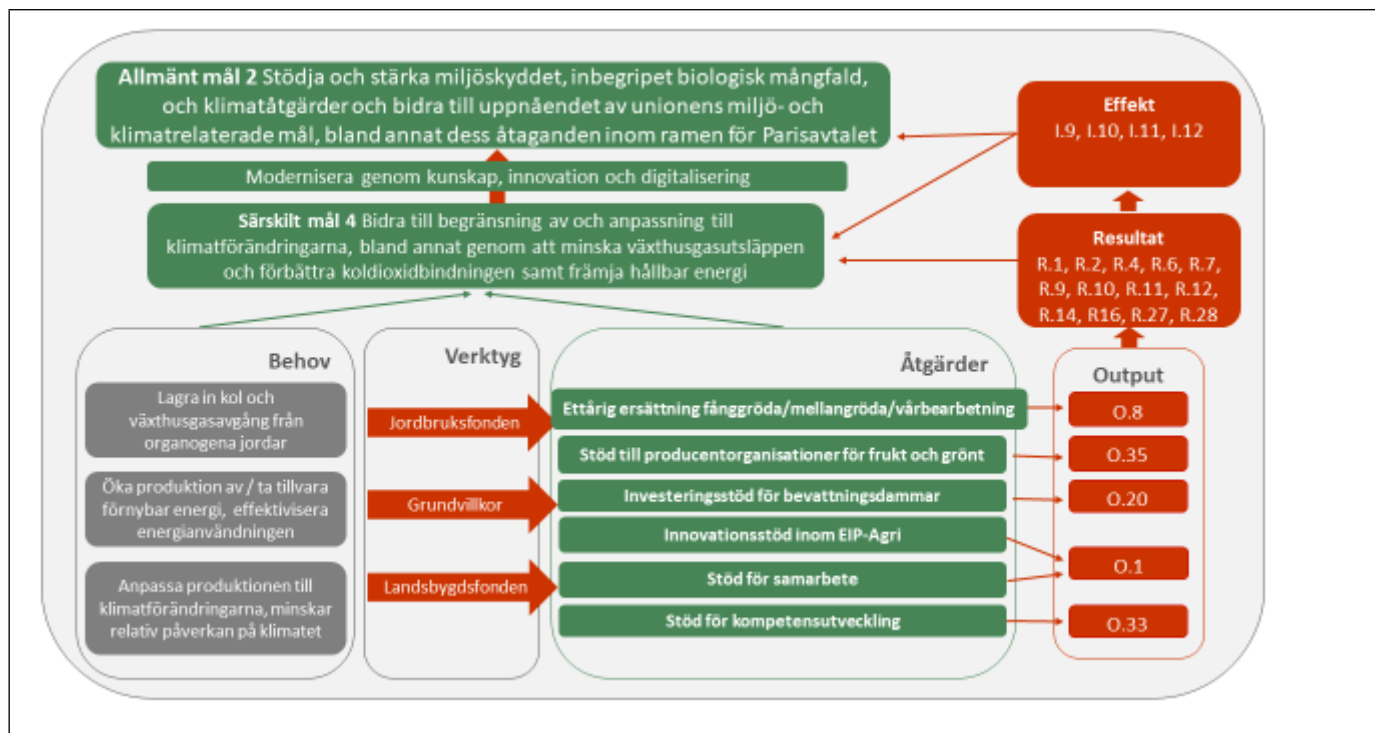 Allmänt mål 2 Stödja och stärka miljöskyddet, inbegripet biologisk mångfald,
och klimatåtgärder och bidra till uppnåendet av unionens miljö- och
klimatrelaterade mål, bland annat dess åtaganden inom ramen för Parisavtalet
Modernisera genom kunskap, innovation och digitalisering
Särskilt mål 4 Bidra till begränsning av och anpassning till
klimatförändringarna, bland annat genom att minska växthusgasutsläppen
och förbättra koldioxidbindningen samt främja hållbar energi
Effekt
I.9, I.10, I.11, I.12
Resultat
R.1, R.2, R.4, R.6, R.7,
R.9, R.10, R.11, R.12,
R.14, R16, R.27, R.28
Behov
Lagra in kol och
växthusgasavgång från
organogena jordar
Öka produktion av / ta tillvara
förnybar energi, effektivisera
energianvändningen
Anpassa produktionen till
klimatförändringarna, minskar
relativ påverkan på klimatet
Verktyg
Jordbruksfonden
Grundvillkor
Landsbygdsfonden
Åtgärder
Ettårig ersättning fånggröda/mellangröda/vårbearbetning
Stöd till producentorganisationer för frukt och grönt
Investeringsstöd för bevattningsdammar
Innovationsstöd inom EIP-Agri
Stöd för samarbete
Stöd för kompetensutveckling
Output
O.8
O.35
O.20
O.1
O.33